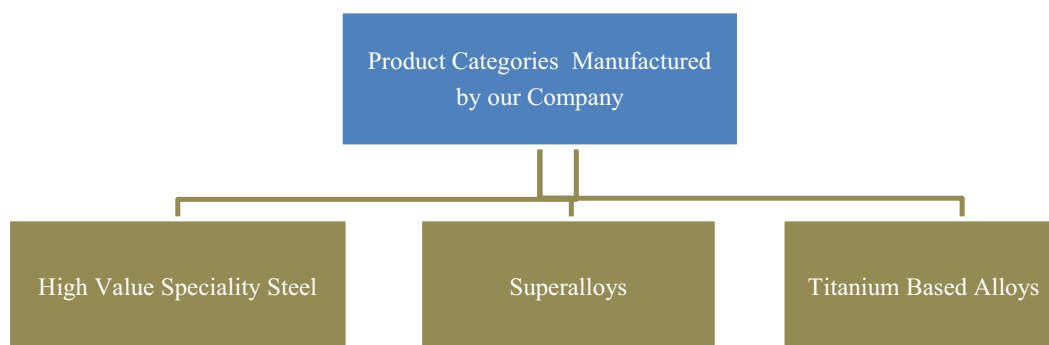 Product Categories Manufactured
by our Company
High Value Speciality Steel
Superalloys
Titanium Based Alloys